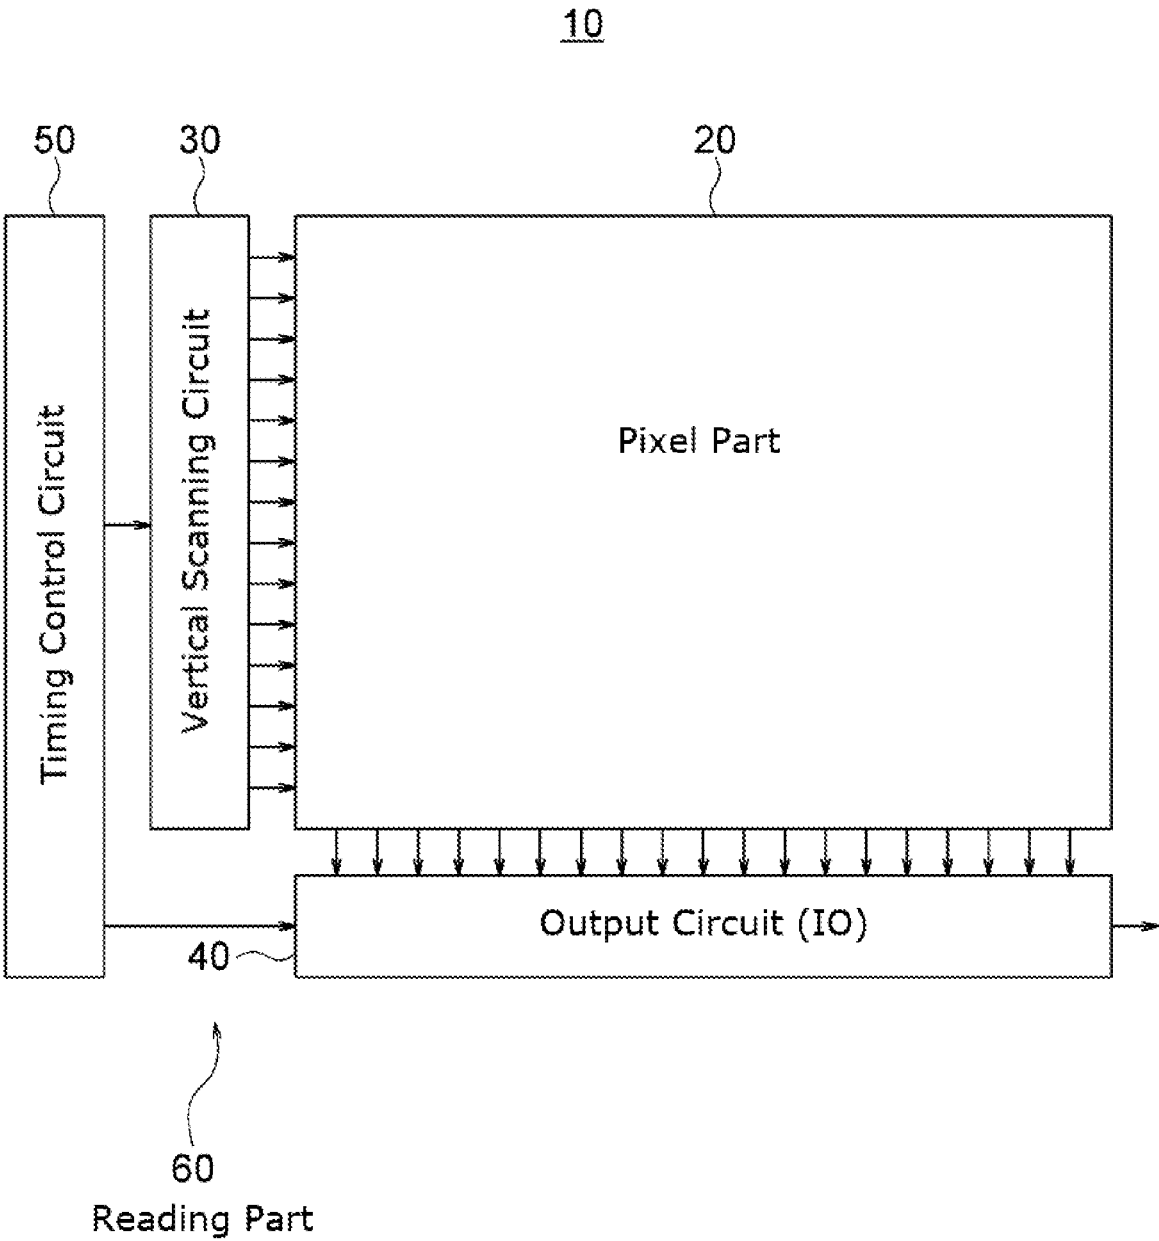 10
50
30
20
Timing Control Circuit
Vertical Scanning Circuit
Pixel Part
Output Circuit (IO)
40
60
Reading Part